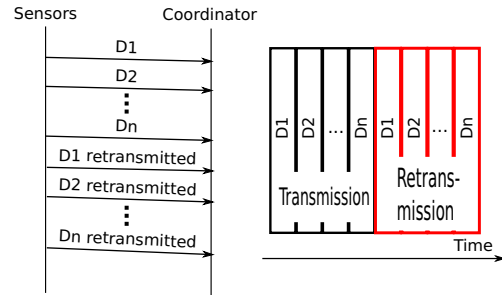 Sensors
Coordinator
D1
D2
Dn
D1 retransmitted
D2 retransmitted
Dn retransmitted
D1
D2
...
Dn
D1
D2
...
Dn
Transmission
Retrans-
mission
Time